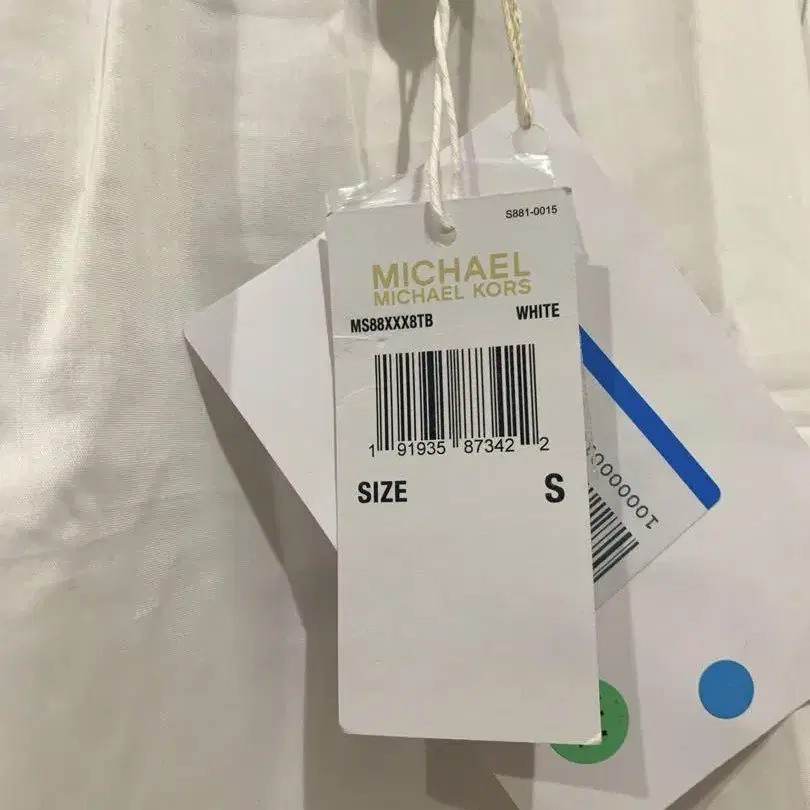 S881-0015
MICHAEL
MICHAEL KORS
MS88XXX8TB WHITE
1 91935 87342 2
SIZE S